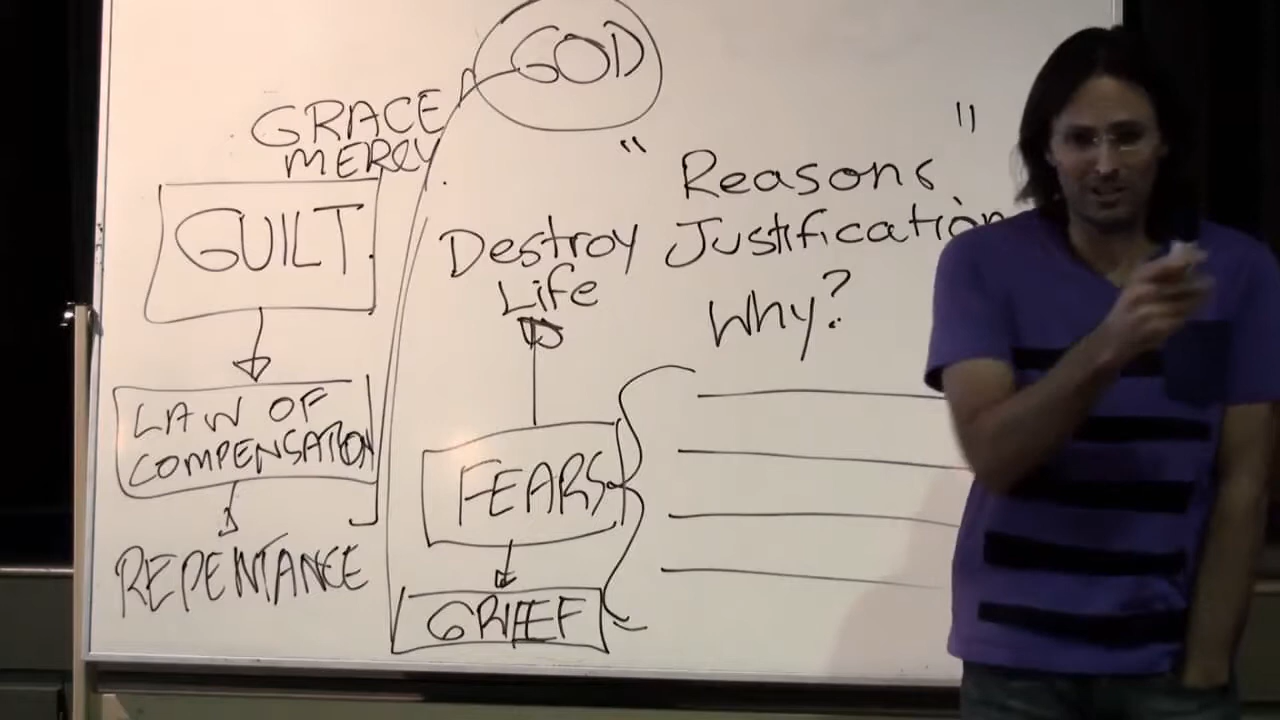 GOD
GRACE
MERCY
GUILT
LAW OF
COMPENSATION
REPENTANCE
Destroy
Life
FEARS
GRIEF
" Reasons "
Justification
Why?